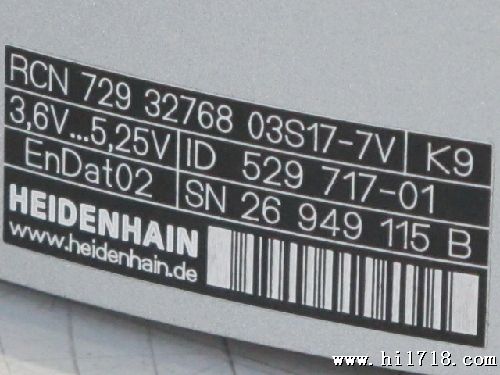 RCN 729 32768 03S17-7V K9
3,6V...5,25V ID 529 717-01
EnDat02 SN 26 949 115 B
HEIDENHAIN
www.heidenhain.de
www.hi1718.com